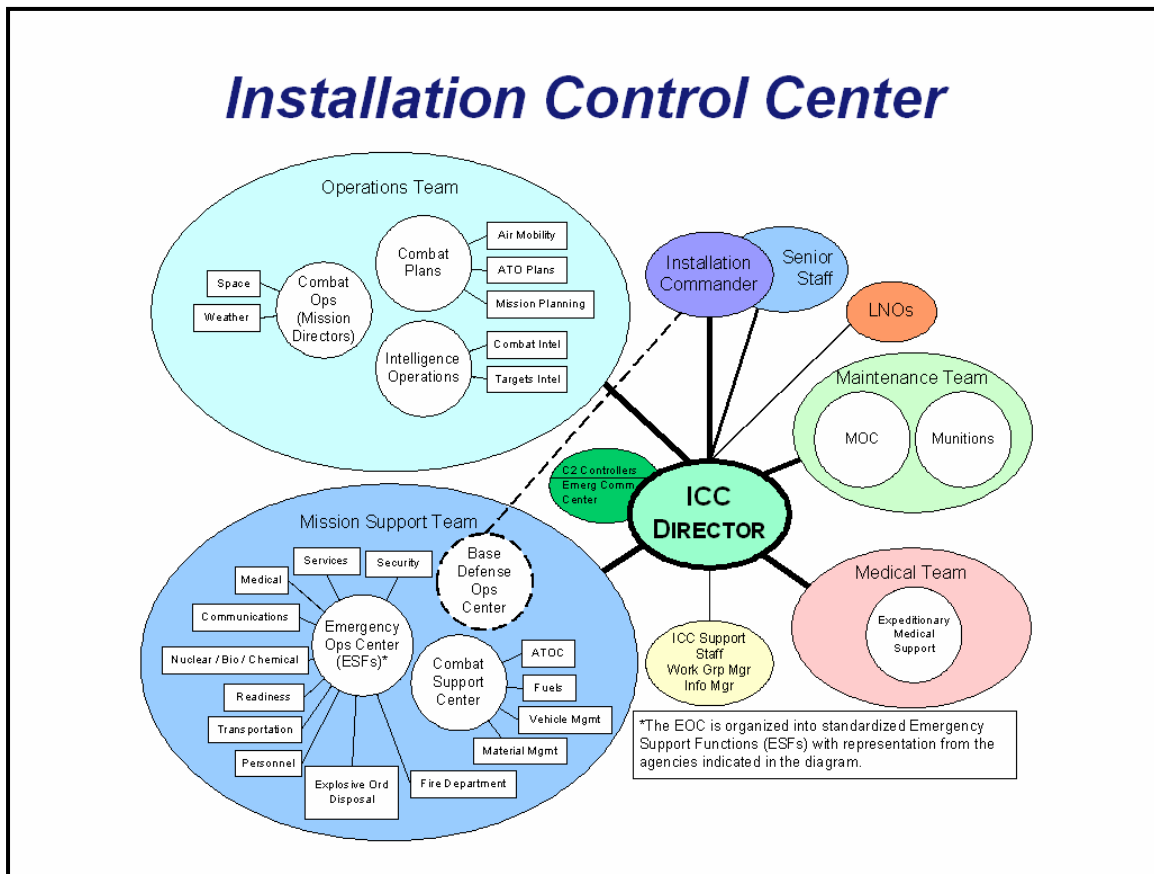 Installation Control Center
Operations Team
Combat
Plans
Air Mobility
ATO Plans
Mission Planning
Space
Weather
Combat
Ops
(Mission
Directors)
Intelligence
Operations
Combat Intel
Targets Intel
Installation
Commander
Senior
Staff
LNOs
Maintenance Team
MOC
Munitions
C2 Controllers
Emerg Comm
Center
ICC
DIRECTOR
Mission Support Team
Base
Defense
Ops
Center
Services
Security
Medical
Communications
Nuclear / Bio / Chemical
Readiness
Transportation
Personnel
Explosive Ord
Disposal
Fire Department
Emergency
Ops Center
(ESFs)*
Combat
Support
Center
ATOC
Fuels
Vehicle Mgmt
Material Mgmt
ICC Support
Staff
Work Grp Mgr
Info Mgr
Medical Team
Expeditionary
Medical
Support
*The EOC is organized into standardized Emergency
Support Functions (ESFs) with representation from the
agencies indicated in the diagram.